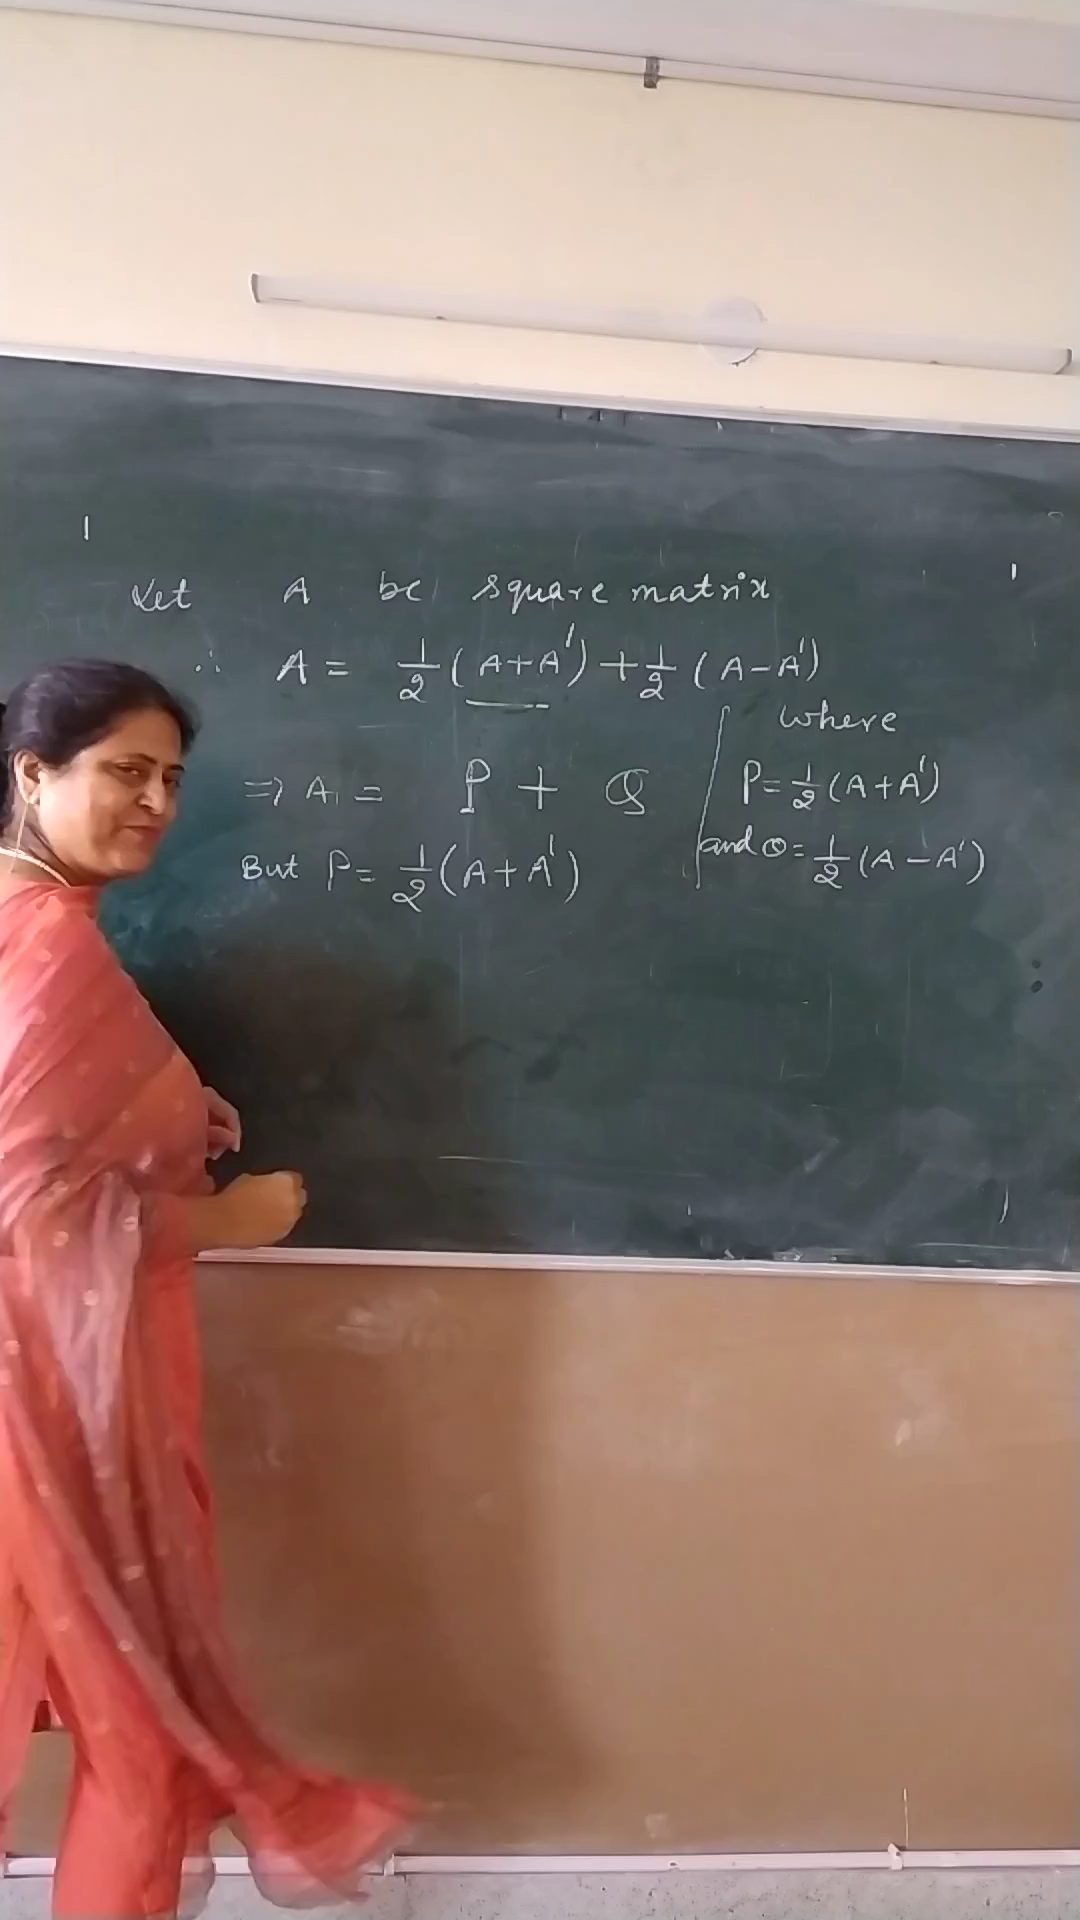 Let A be square matrix
∴ A = 1/2 (A+A') + 1/2 (A-A')
where
⇒ A = P + Q
P = 1/2 (A+A')
and Q = 1/2 (A-A')
But P = 1/2 (A+A')